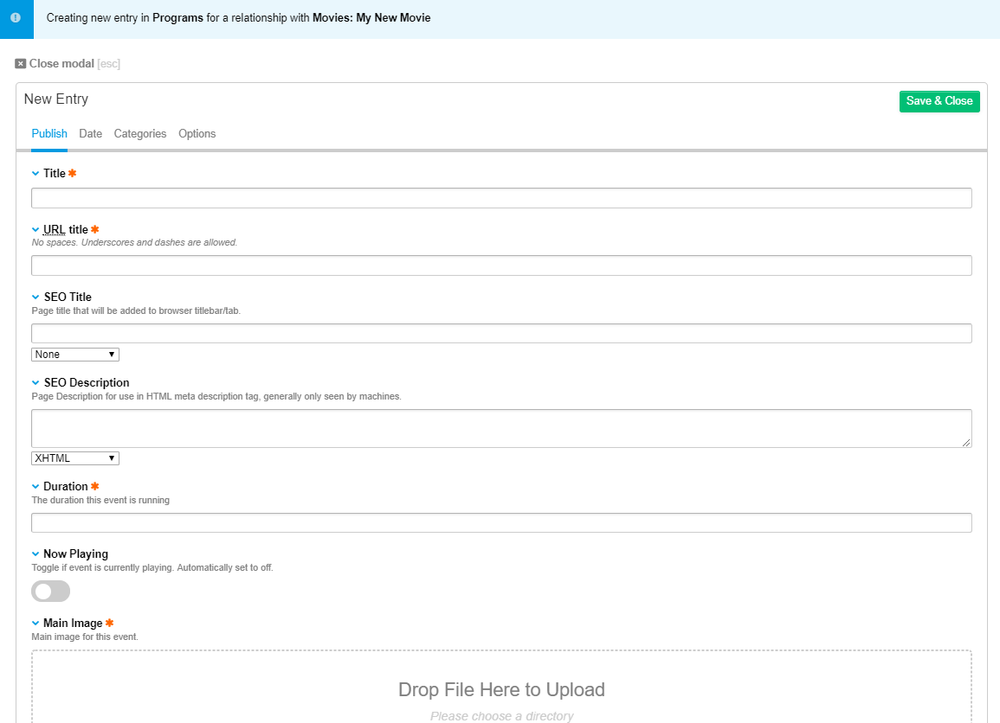 Creating new entry in Programs for a relationship with Movies: My New Movie
Close modal [esc]
New Entry
Save & Close
Publish Date Categories Options
Title ✱
URL title ✱
No spaces. Underscores and dashes are allowed.
SEO Title
Page title that will be added to browser titlebar/tab.
None
SEO Description
Page Description for use in HTML meta description tag, generally only seen by machines.
XHTML
Duration ✱
The duration this event is running
Now Playing
Toggle if event is currently playing. Automatically set to off.
Main Image ✱
Main image for this event.
Drop File Here to Upload
Please choose a directory